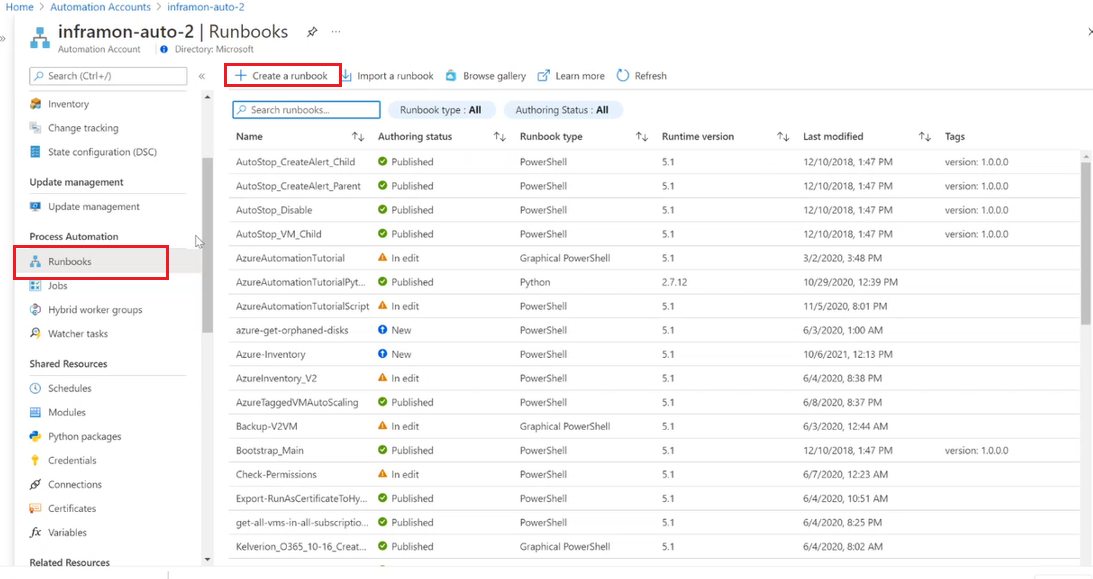 Home > Automation Accounts > inframon-auto-2
inframon-auto-2 | Runbooks ...
Automation Account Directory: Microsoft
Search (Ctrl+/) «
Inventory
Change tracking
State configuration (DSC)
Update management
Update management
Process Automation
Runbooks
Jobs
Hybrid worker groups
Watcher tasks
Shared Resources
Schedules
Modules
Python packages
Credentials
Connections
Certificates
fx Variables
Related Resources
+ Create a runbook Import a runbook Browse gallery Learn more Refresh
Search runbooks... Runbook type : All Authoring Status : All
Name Authoring status Runbook type Runtime version Last modified Tags
AutoStop_CreateAlert_Child Published PowerShell 5.1 12/10/2018, 1:47 PM version: 1.0.0.0
AutoStop_CreateAlert_Parent Published PowerShell 5.1 12/10/2018, 1:47 PM version: 1.0.0.0
AutoStop_Disable Published PowerShell 5.1 12/10/2018, 1:47 PM version: 1.0.0.0
AutoStop_VM_Child Published PowerShell 5.1 12/10/2018, 1:47 PM version: 1.0.0.0
AzureAutomationTutorial In edit Graphical PowerShell 5.1 3/2/2020, 3:48 PM
AzureAutomationTutorialPyt... Published Python 2.7.12 10/29/2020, 12:39 PM
AzureAutomationTutorialScript In edit PowerShell 5.1 11/5/2020, 8:01 PM
azure-get-orphaned-disks New PowerShell 5.1 6/3/2020, 1:00 AM
Azure-Inventory New PowerShell 5.1 10/6/2021, 12:13 PM
AzureInventory_V2 In edit PowerShell 5.1 6/4/2020, 8:38 PM
AzureTaggedVMAutoScaling Published PowerShell 5.1 6/8/2020, 8:37 PM
Backup-V2VM In edit Graphical PowerShell 5.1 6/3/2020, 12:44 AM
Bootstrap_Main Published PowerShell 5.1 12/10/2018, 1:47 PM version: 1.0.0.0
Check-Permissions In edit PowerShell 5.1 6/7/2020, 12:23 AM
Export-RunAsCertificateToHy... Published PowerShell 5.1 6/4/2020, 10:51 AM
get-all-vms-in-all-subscriptio... Published PowerShell 5.1 6/4/2020, 8:25 PM
Kelverion_O365_10-16_Creat... Published Graphical PowerShell 5.1 6/4/2020, 8:02 AM